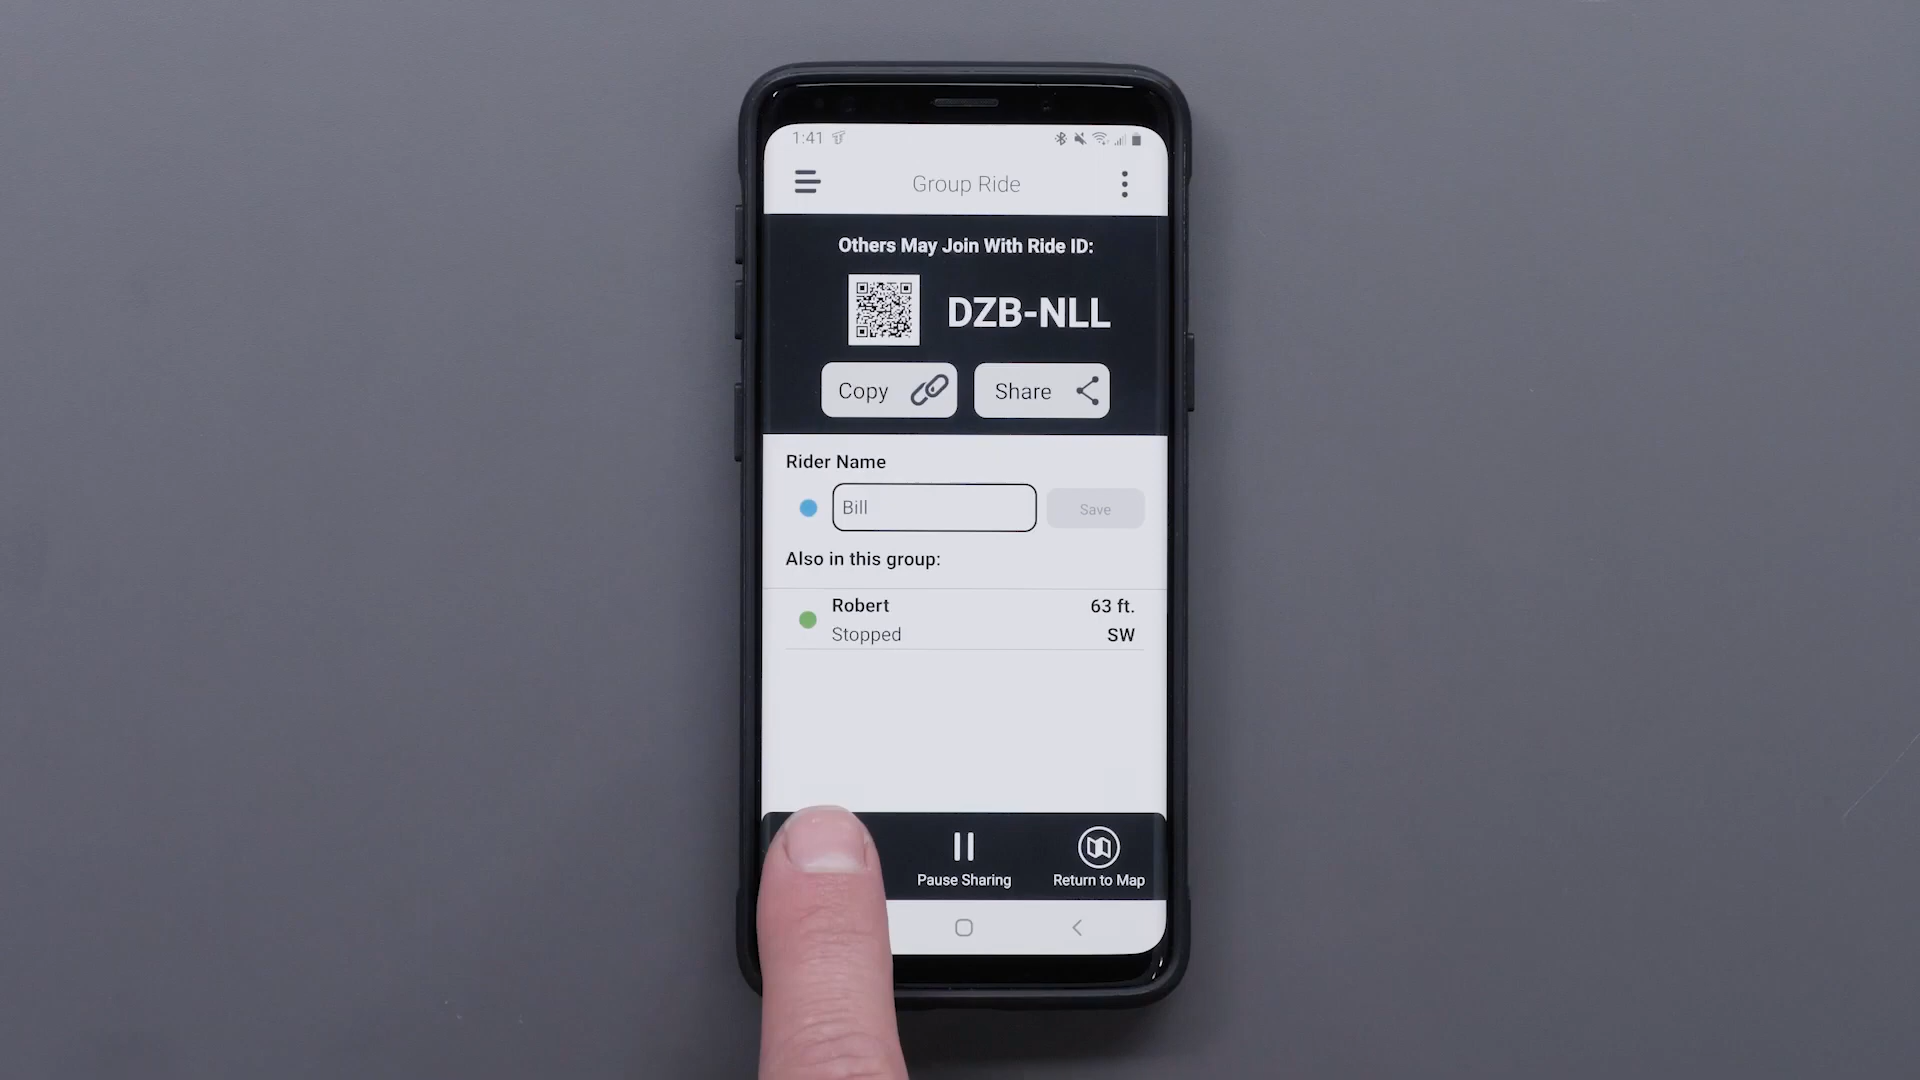 1:41
Group Ride
Others May Join With Ride ID:
DZB-NLL
Copy
Share
Rider Name
Bill
Save
Also in this group:
Robert
63 ft.
Stopped
SW
Pause Sharing
Return to Map